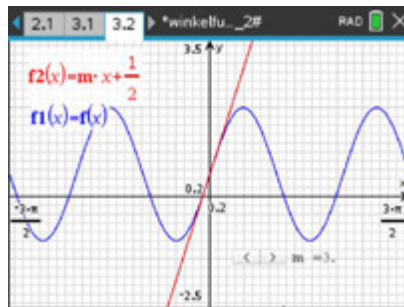 2.1 3.1 3.2 *winkelfu..._2# RAD
3.5 y
f2(x)=m·x+1/2
f1(x)=f(x)
0.2
0.2
x
-3·π/2
3·π/2
m =3.
-2.5